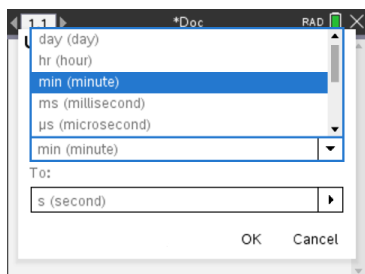 1.1 *Doc RAD
day (day)
hr (hour)
min (minute)
ms (millisecond)
µs (microsecond)
min (minute)
To:
s (second)
OK Cancel